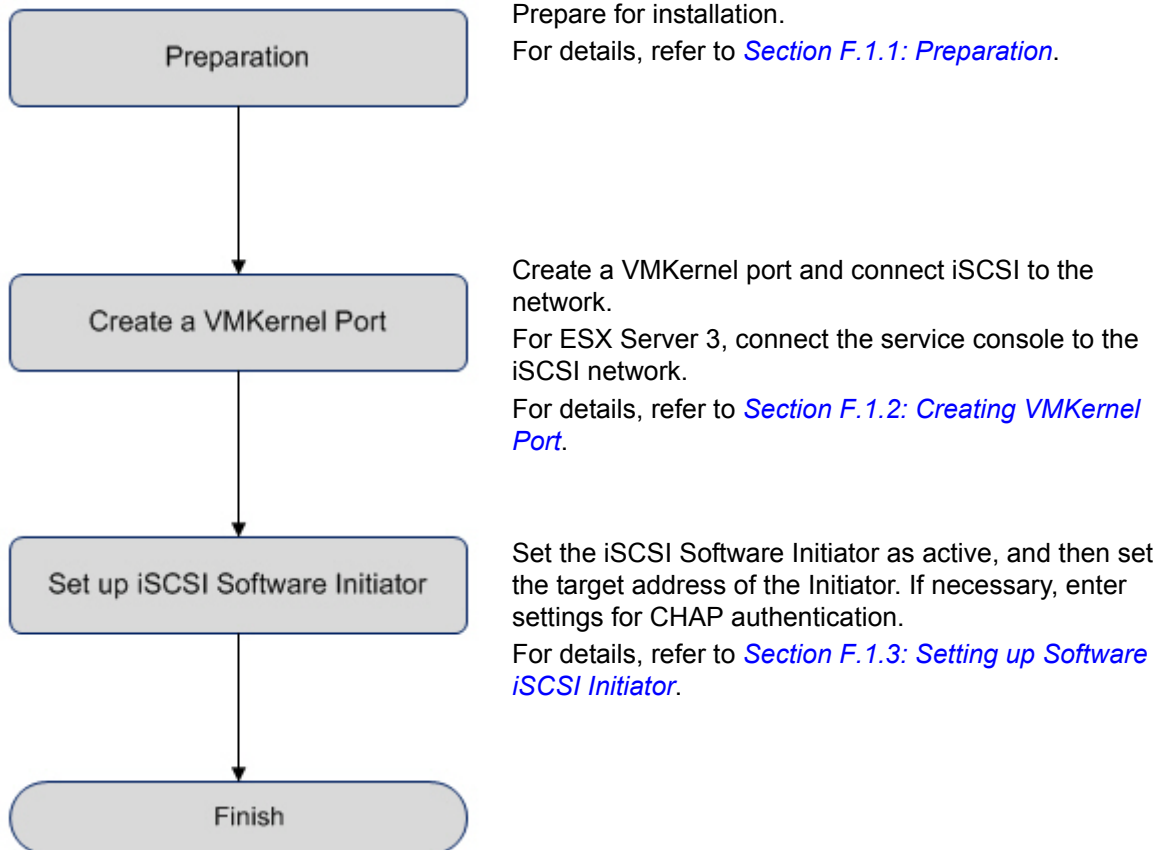 Preparation
Prepare for installation.
For details, refer to Section F.1.1: Preparation.
Create a VMKernel Port
Create a VMKernel port and connect iSCSI to the
network.
For ESX Server 3, connect the service console to the
iSCSI network.
For details, refer to Section F.1.2: Creating VMKernel
Port.
Set up iSCSI Software Initiator
Set the iSCSI Software Initiator as active, and then set
the target address of the Initiator. If necessary, enter
settings for CHAP authentication.
For details, refer to Section F.1.3: Setting up Software
iSCSI Initiator.
Finish